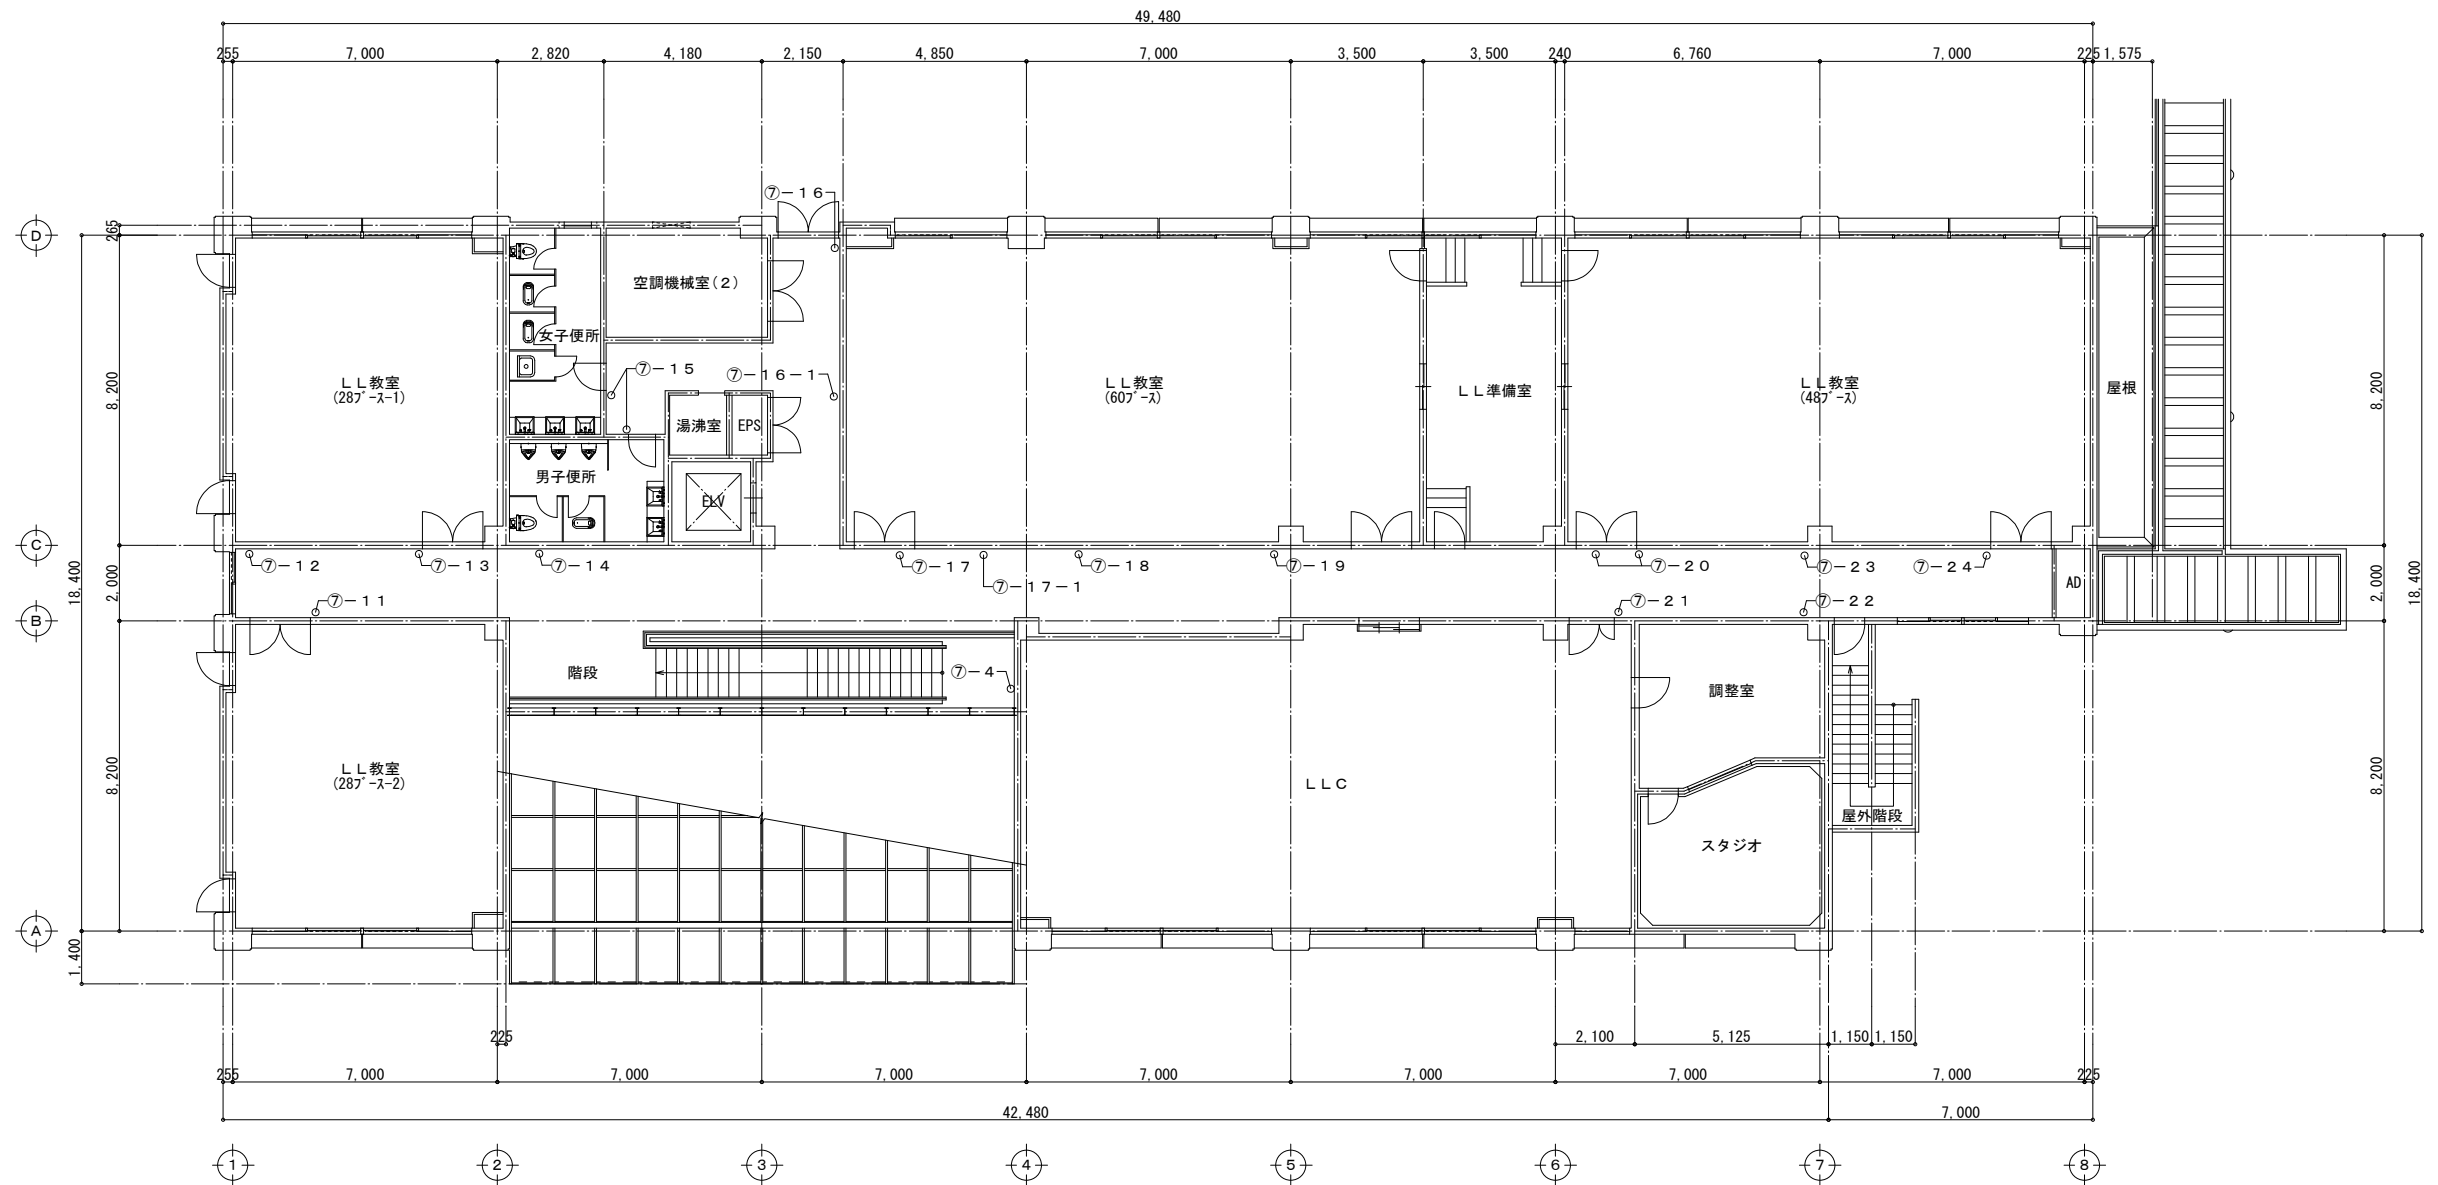 49,480
255 7,000 2,820 4,180 2,150 4,850 7,000 3,500 3,500 240 6,760 7,000 225 1,575
⑦-16
D
265
空調機械室(2)
女子便所
⑦-15
⑦-16-1
LL教室
(28ﾌﾞｰｽ-1)
LL教室
(60ﾌﾞｰｽ)
LL準備室
LL教室
(48ﾌﾞｰｽ)
屋根
8,200
8,200
湯沸室
EPS
男子便所
ELV
C
⑦-12
⑦-13
⑦-14
⑦-17
⑦-18
⑦-19
⑦-20
⑦-23
⑦-24
AD
18,400
2,000
⑦-17-1
2,000
18,400
⑦-11
⑦-21
⑦-22
B
階段
⑦-4
調整室
LL教室
(28ﾌﾞｰｽ-2)
LLC
8,200
8,200
屋外階段
スタジオ
A
1,400
225
2,100 5,125 1,150 1,150
255 7,000 7,000 7,000 7,000 7,000 7,000 7,000 225
42,480 7,000
1 2 3 4 5 6 7 8